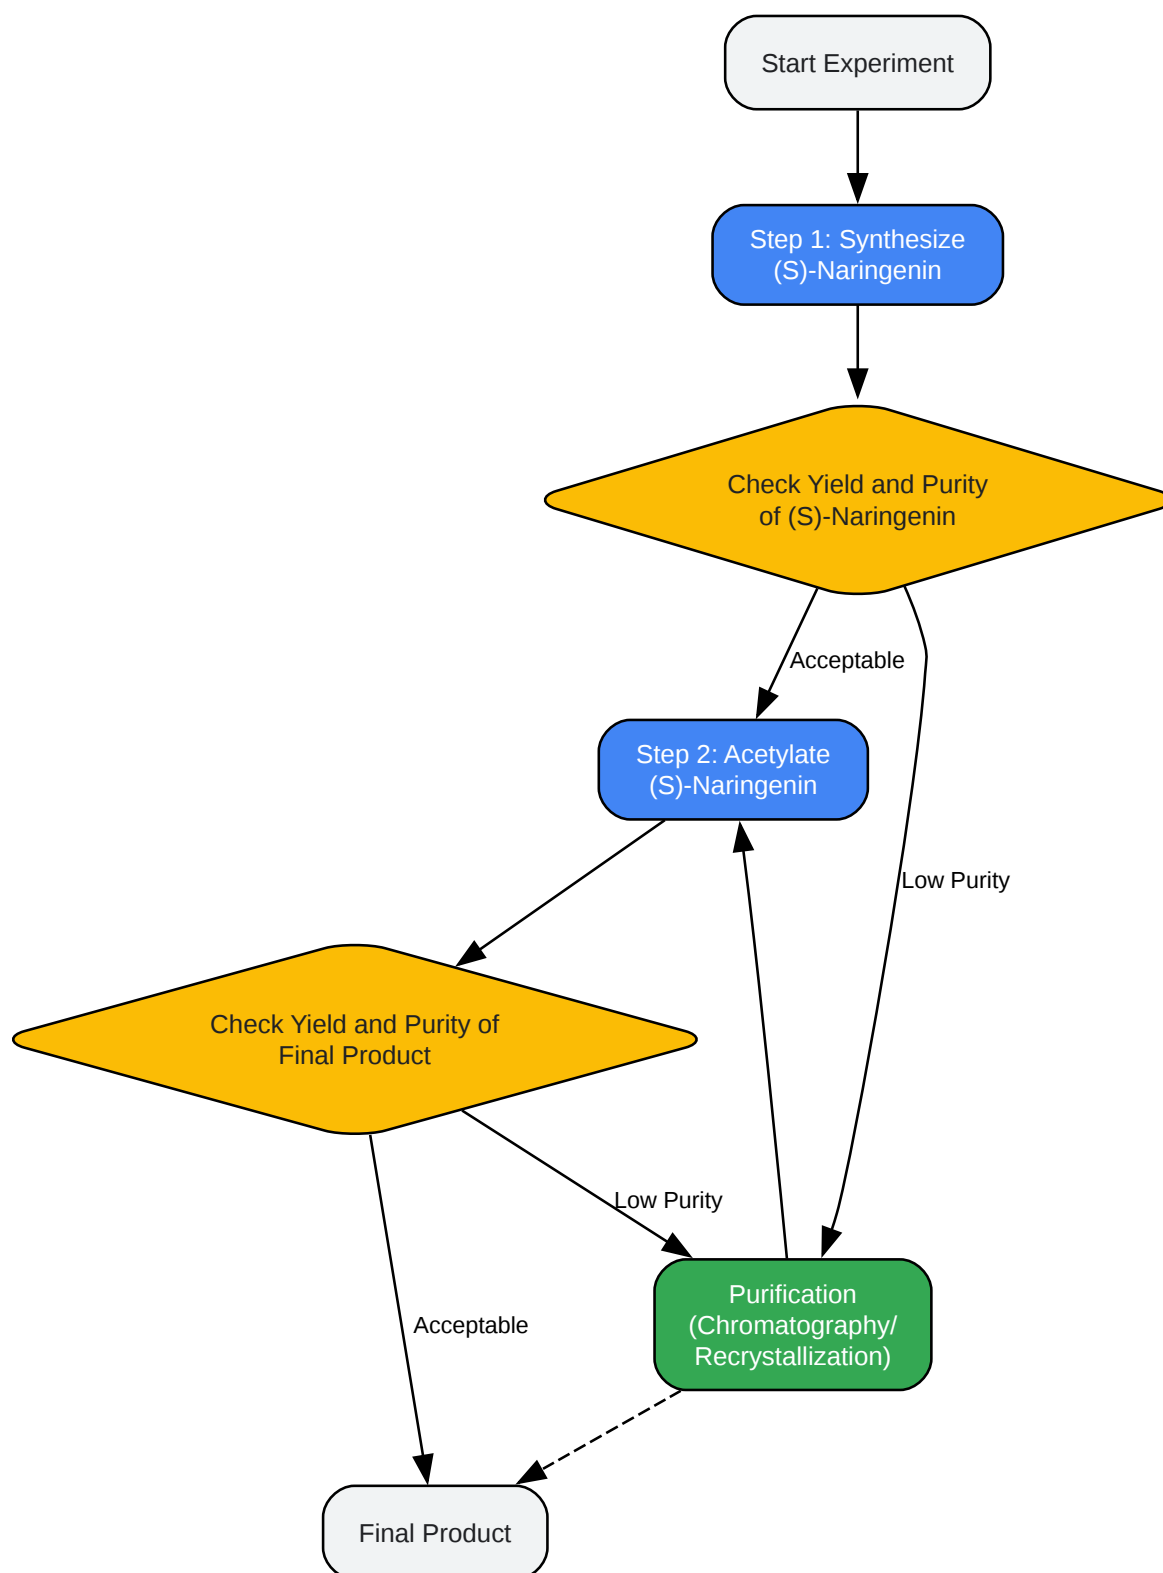 Start Experiment
Step 1: Synthesize
(S)-Naringenin
Check Yield and Purity
of (S)-Naringenin
Acceptable
Step 2: Acetylate
(S)-Naringenin
Low Purity
Check Yield and Purity of
Final Product
Low Purity
Purification
(Chromatography/
Recrystallization)
Acceptable
Final Product